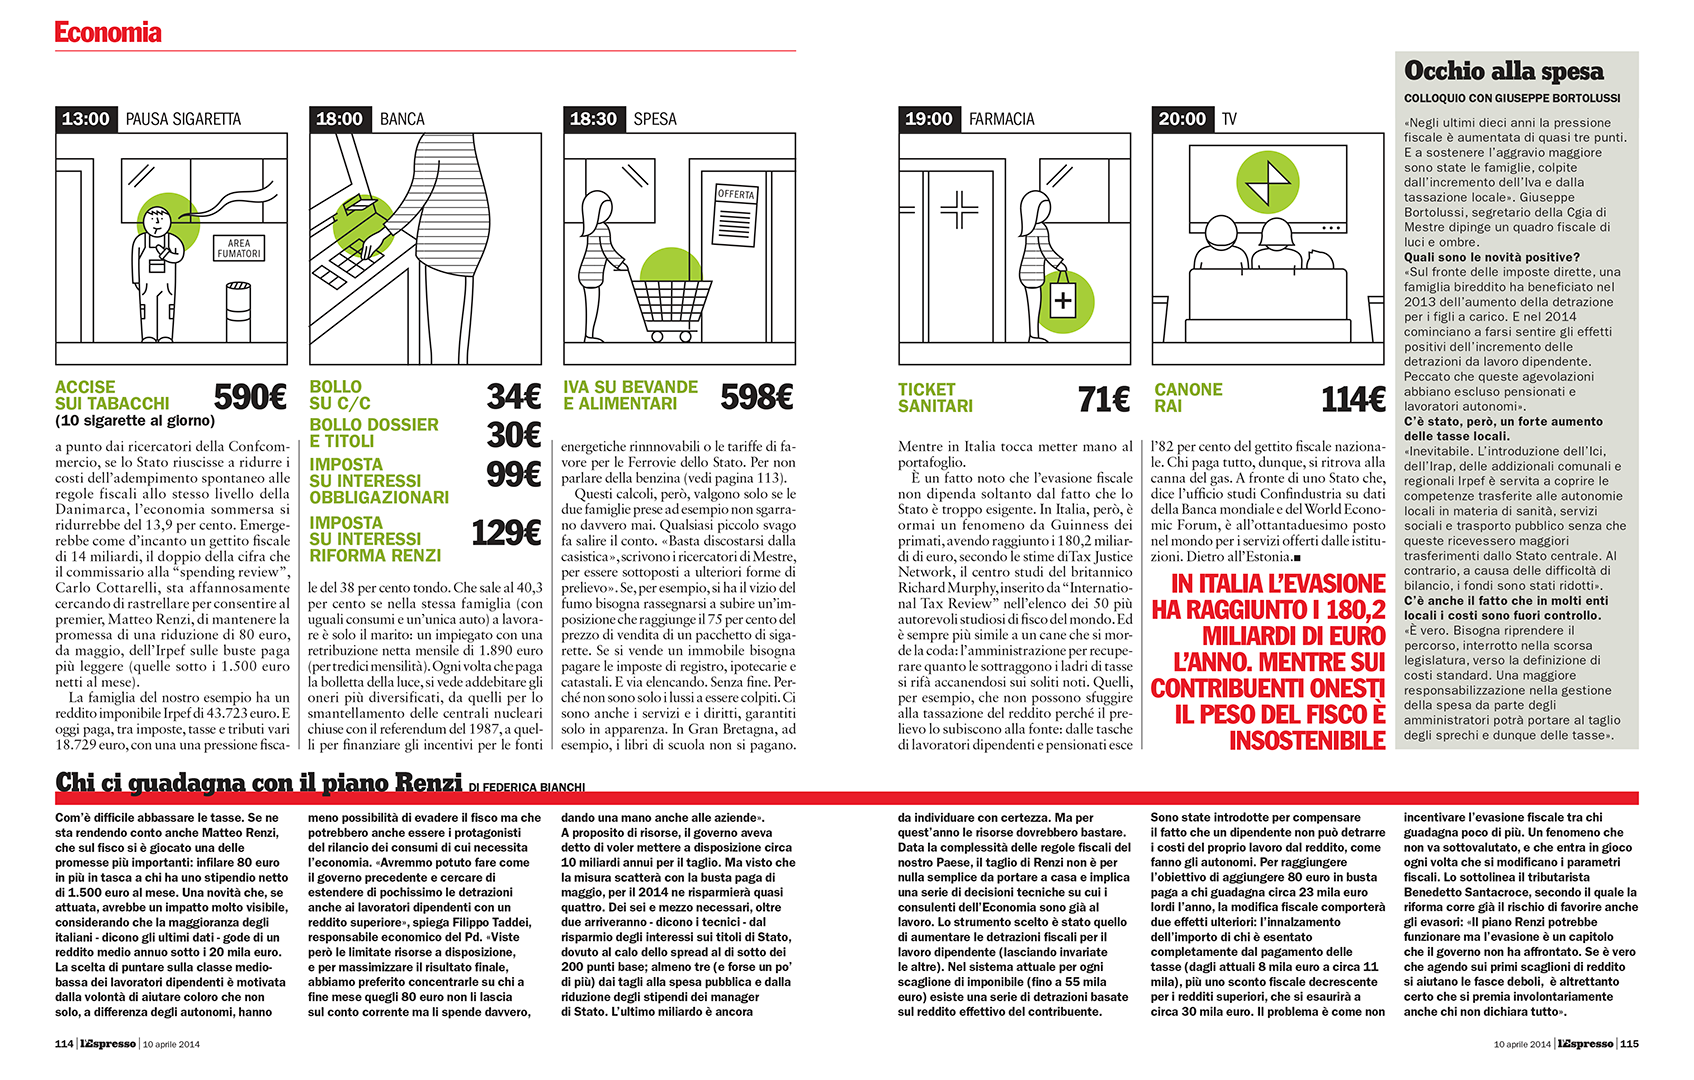 Economia
13:00 PAUSA SIGARETTA
AREA
FUMATORI
ACCISE
SUI TABACCHI 590€
(10 sigarette al giorno)
18:00 BANCA
BOLLO
SU C/C 34€
BOLLO DOSSIER
E TITOLI 30€
IMPOSTA
SU INTERESSI 99€
OBBLIGAZIONARI
IMPOSTA
SU INTERESSI 129€
RIFORMA RENZI
18:30 SPESA
OFFERTA
IVA SU BEVANDE
E ALIMENTARI 598€
19:00 FARMACIA
TICKET
SANITARI 71€
20:00 TV
CANONE
RAI 114€
a punto dai ricercatori della Confcom-
mercio, se lo Stato riuscisse a ridurre i
costi dell'adempimento spontaneo alle
regole fiscali allo stesso livello della
Danimarca, l'economia sommersa si
ridurrebbe del 13,9 per cento. Emerge-
rebbe come d'incanto un gettito fiscale
di 14 miliardi, il doppio della cifra che
il commissario alla “spending review”,
Carlo Cottarelli, sta affannosamente
cercando di rastrellare per consentire al
premier, Matteo Renzi, di mantenere la
promessa di una riduzione di 80 euro,
da maggio, dell'Irpef sulle buste paga
più leggere (quelle sotto i 1.500 euro
netti al mese).
La famiglia del nostro esempio ha un
reddito imponibile Irpef di 43.723 euro. E
oggi paga, tra imposte, tasse e tributi vari
18.729 euro, con una una pressione fisca-
le del 38 per cento tondo. Che sale al 40,3
per cento se nella stessa famiglia (con
uguali consumi e un'unica auto) a lavora-
re è solo il marito: un impiegato con una
retribuzione netta mensile di 1.890 euro
(per tredici mensilità). Ogni volta che paga
la bolletta della luce, si vede addebitare gli
oneri più diversificati, da quelli per lo
smantellamento delle centrali nucleari
chiuse con il referendum del 1987, a quel-
li per finanziare gli incentivi per le fonti
energetiche rinnnovabili o le tariffe di fa-
vore per le Ferrovie dello Stato. Per non
parlare della benzina (vedi pagina 113).
Questi calcoli, però, valgono solo se le
due famiglie prese ad esempio non sgarra-
no davvero mai. Qualsiasi piccolo svago
fa salire il conto. «Basta discostarsi dalla
casistica», scrivono i ricercatori di Mestre,
per essere sottoposti a ulteriori forme di
prelievo». Se, per esempio, si ha il vizio del
fumo bisogna rassegnarsi a subire un'im-
posizione che raggiunge il 75 per cento del
prezzo di vendita di un pacchetto di siga-
rette. Se si vende un immobile bisogna
pagare le imposte di registro, ipotecarie e
catastali. E via elencando. Senza fine. Per-
ché non sono solo i lussi a essere colpiti. Ci
sono anche i servizi e i diritti, garantiti
solo in apparenza. In Gran Bretagna, ad
esempio, i libri di scuola non si pagano.
Mentre in Italia tocca metter mano al
portafoglio.
È un fatto noto che l'evasione fiscale
non dipenda soltanto dal fatto che lo
Stato è troppo esigente. In Italia, però, è
ormai un fenomeno da Guinness dei
primati, avendo raggiunto i 180,2 miliar-
di di euro, secondo le stime di Tax Justice
Network, il centro studi del britannico
Richard Murphy, inserito da “Internatio-
nal Tax Review” nell'elenco dei 50 più
autorevoli studiosi di fisco del mondo. Ed
è sempre più simile a un cane che si mor-
de la coda: l'amministrazione per recupe-
rare quanto le sottraggono i ladri di tasse
si rifà accanendosi sui soliti noti. Quelli,
per esempio, che non possono sfuggire
alla tassazione del reddito perché il pre-
lievo lo subiscono alla fonte: dalle tasche
di lavoratori dipendenti e pensionati esce
l'82 per cento del gettito fiscale naziona-
le. Chi paga tutto, dunque, si ritrova alla
canna del gas. A fronte di uno Stato che,
dice l'ufficio studi Confindustria su dati
della Banca mondiale e del World Econo-
mic Forum, è all'ottantaduesimo posto
nel mondo per i servizi offerti dalle istitu-
zioni. Dietro all'Estonia.■
IN ITALIA L'EVASIONE
HA RAGGIUNTO I 180,2
MILIARDI DI EURO
L'ANNO. MENTRE SUI
CONTRIBUENTI ONESTI
IL PESO DEL FISCO È
INSOSTENIBILE
Occhio alla spesa
COLLOQUIO CON GIUSEPPE BORTOLUSSI
«Negli ultimi dieci anni la pressione
fiscale è aumentata di quasi tre punti.
E a sostenere l'aggravio maggiore
sono state le famiglie, colpite
dall'incremento dell'Iva e dalla
tassazione locale». Giuseppe
Bortolussi, segretario della Cgia di
Mestre dipinge un quadro fiscale di
luci e ombre.
Quali sono le novità positive?
«Sul fronte delle imposte dirette, una
famiglia bireddito ha beneficiato nel
2013 dell'aumento della detrazione
per i figli a carico. E nel 2014
cominciano a farsi sentire gli effetti
positivi dell'incremento delle
detrazioni da lavoro dipendente.
Peccato che queste agevolazioni
abbiano escluso pensionati e
lavoratori autonomi».
C'è stato, però, un forte aumento
delle tasse locali.
«Inevitabile. L'introduzione dell'Ici,
dell'Irap, delle addizionali comunali e
regionali Irpef è servita a coprire le
competenze trasferite alle autonomie
locali in materia di sanità, servizi
sociali e trasporto pubblico senza che
queste ricevessero maggiori
trasferimenti dallo Stato centrale. Al
contrario, a causa delle difficoltà di
bilancio, i fondi sono stati ridotti».
C'è anche il fatto che in molti enti
locali i costi sono fuori controllo.
«È vero. Bisogna riprendere il
percorso, interrotto nella scorsa
legislatura, verso la definizione di
costi standard. Una maggiore
responsabilizzazione nella gestione
della spesa da parte degli
amministratori potrà portare al taglio
degli sprechi e dunque delle tasse».
Chi ci guadagna con il piano Renzi DI FEDERICA BIANCHI
Com'è difficile abbassare le tasse. Se ne
sta rendendo conto anche Matteo Renzi,
che sul fisco si è giocato una delle
promesse più importanti: infilare 80 euro
in più in tasca a chi ha uno stipendio netto
di 1.500 euro al mese. Una novità che, se
attuata, avrebbe un impatto molto visibile,
considerando che la maggioranza degli
italiani - dicono gli ultimi dati - gode di un
reddito medio annuo sotto i 20 mila euro.
La scelta di puntare sulla classe medio-
bassa dei lavoratori dipendenti è motivata
dalla volontà di aiutare coloro che non
solo, a differenza degli autonomi, hanno
meno possibilità di evadere il fisco ma che
potrebbero anche essere i protagonisti
del rilancio dei consumi di cui necessita
l'economia. «Avremmo potuto fare come
il governo precedente e cercare di
estendere di pochissimo le detrazioni
anche ai lavoratori dipendenti con un
reddito superiore», spiega Filippo Taddei,
responsabile economico del Pd. «Viste
però le limitate risorse a disposizione,
e per massimizzare il risultato finale,
abbiamo preferito concentrarle su chi a
fine mese quegli 80 euro non li lascia
sul conto corrente ma li spende davvero,
dando una mano anche alle aziende».
A proposito di risorse, il governo aveva
detto di voler mettere a disposizione circa
10 miliardi annui per il taglio. Ma visto che
la misura scatterà con la busta paga di
maggio, per il 2014 ne risparmierà quasi
quattro. Dei sei e mezzo necessari, oltre
due arriveranno - dicono i tecnici - dal
risparmio degli interessi sui titoli di Stato,
dovuto al calo dello spread al di sotto dei
200 punti base; almeno tre (e forse un po'
di più) dai tagli alla spesa pubblica e dalla
riduzione degli stipendi dei manager
di Stato. L'ultimo miliardo è ancora
da individuare con certezza. Ma per
quest'anno le risorse dovrebbero bastare.
Data la complessità delle regole fiscali del
nostro Paese, il taglio di Renzi non è per
nulla semplice da portare a casa e implica
una serie di decisioni tecniche su cui i
consulenti dell'Economia sono già al
lavoro. Lo strumento scelto è stato quello
di aumentare le detrazioni fiscali per il
lavoro dipendente (lasciando invariate
le altre). Nel sistema attuale per ogni
scaglione di imponibile (fino a 55 mila
euro) esiste una serie di detrazioni basate
sul reddito effettivo del contribuente.
Sono state introdotte per compensare
il fatto che un dipendente non può detrarre
i costi del proprio lavoro dal reddito, come
fanno gli autonomi. Per raggiungere
l'obiettivo di aggiungere 80 euro in busta
paga a chi guadagna circa 23 mila euro
lordi l'anno, la modifica fiscale comporterà
due effetti ulteriori: l'innalzamento
dell'importo di chi è esentato
completamente dal pagamento delle
tasse (dagli attuali 8 mila euro a circa 11
mila), più uno sconto fiscale decrescente
per i redditi superiori, che si esaurirà a
circa 30 mila euro. Il problema è come non
incentivare l'evasione fiscale tra chi
guadagna poco di più. Un fenomeno che
non va sottovalutato, e che entra in gioco
ogni volta che si modificano i parametri
fiscali. Lo sottolinea il tributarista
Benedetto Santacroce, secondo il quale la
riforma corre già il rischio di favorire anche
gli evasori: «Il piano Renzi potrebbe
funzionare ma l'evasione è un capitolo
che il governo non ha affrontato. Se è vero
che agendo sui primi scaglioni di reddito
si aiutano le fasce deboli, è altrettanto
certo che si premia involontariamente
anche chi non dichiara tutto».
114 | l'Espresso | 10 aprile 2014
10 aprile 2014 | l'Espresso | 115